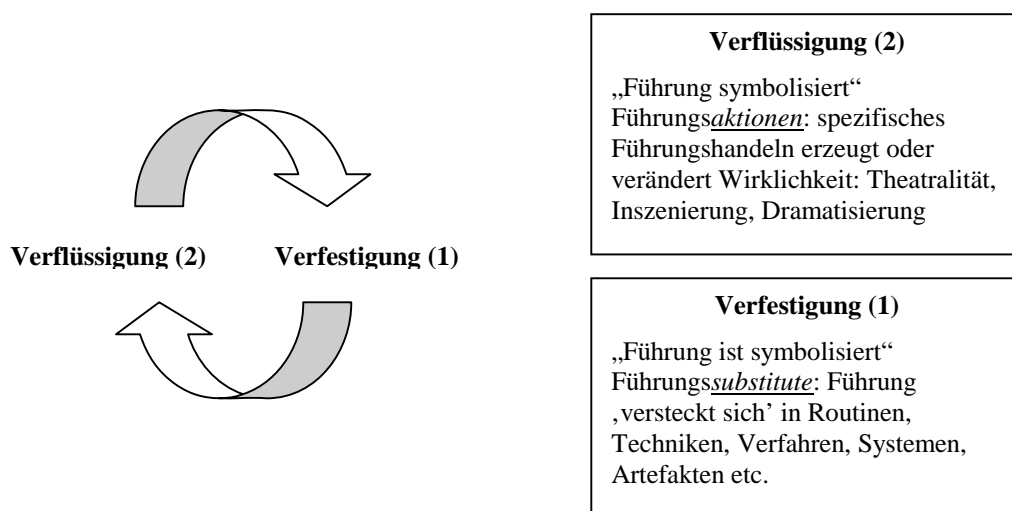 Verflüssigung (2)
Verfestigung (1)
Verflüssigung (2)
„Führung symbolisiert“
Führungsaktionen: spezifisches
Führungshandeln erzeugt oder
verändert Wirklichkeit: Theatralität,
Inszenierung, Dramatisierung
Verfestigung (1)
„Führung ist symbolisiert“
Führungssubstitute: Führung
‚versteckt sich’ in Routinen,
Techniken, Verfahren, Systemen,
Artefakten etc.